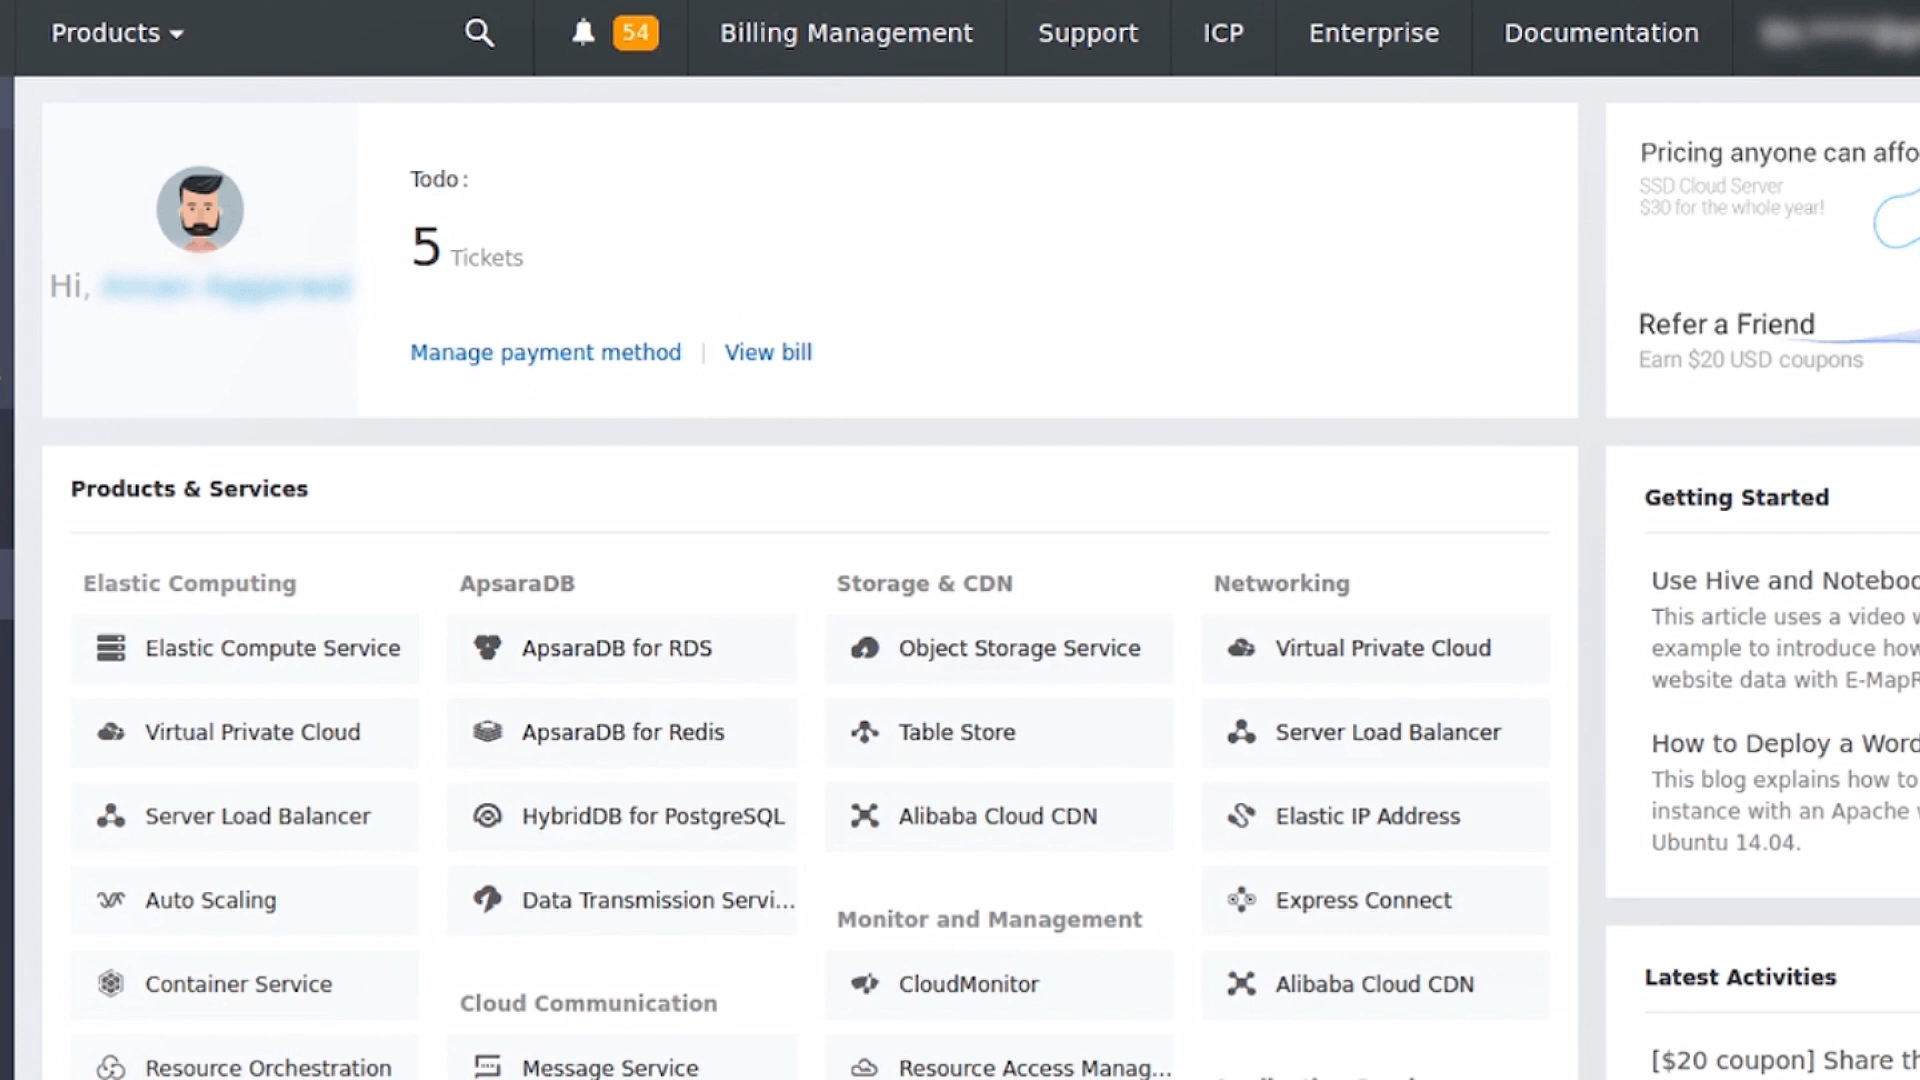 Products
54
Billing Management
Support
ICP
Enterprise
Documentation
Todo:
5 Tickets
Hi,
Manage payment method | View bill
Pricing anyone can affo
SSD Cloud Server
$30 for the whole year!
Refer a Friend
Earn $20 USD coupons
Products & Services
Elastic Computing
Elastic Compute Service
Virtual Private Cloud
Server Load Balancer
Auto Scaling
Container Service
Resource Orchestration
ApsaraDB
ApsaraDB for RDS
ApsaraDB for Redis
HybridDB for PostgreSQL
Data Transmission Servi...
Cloud Communication
Message Service
Storage & CDN
Object Storage Service
Table Store
Alibaba Cloud CDN
Monitor and Management
CloudMonitor
Resource Access Manag...
Networking
Virtual Private Cloud
Server Load Balancer
Elastic IP Address
Express Connect
Alibaba Cloud CDN
Getting Started
Use Hive and Noteboo
This article uses a video
example to introduce how
website data with E-MapR
How to Deploy a Word
This blog explains how to
instance with an Apache
Ubuntu 14.04.
Latest Activities
[$20 coupon] Share th